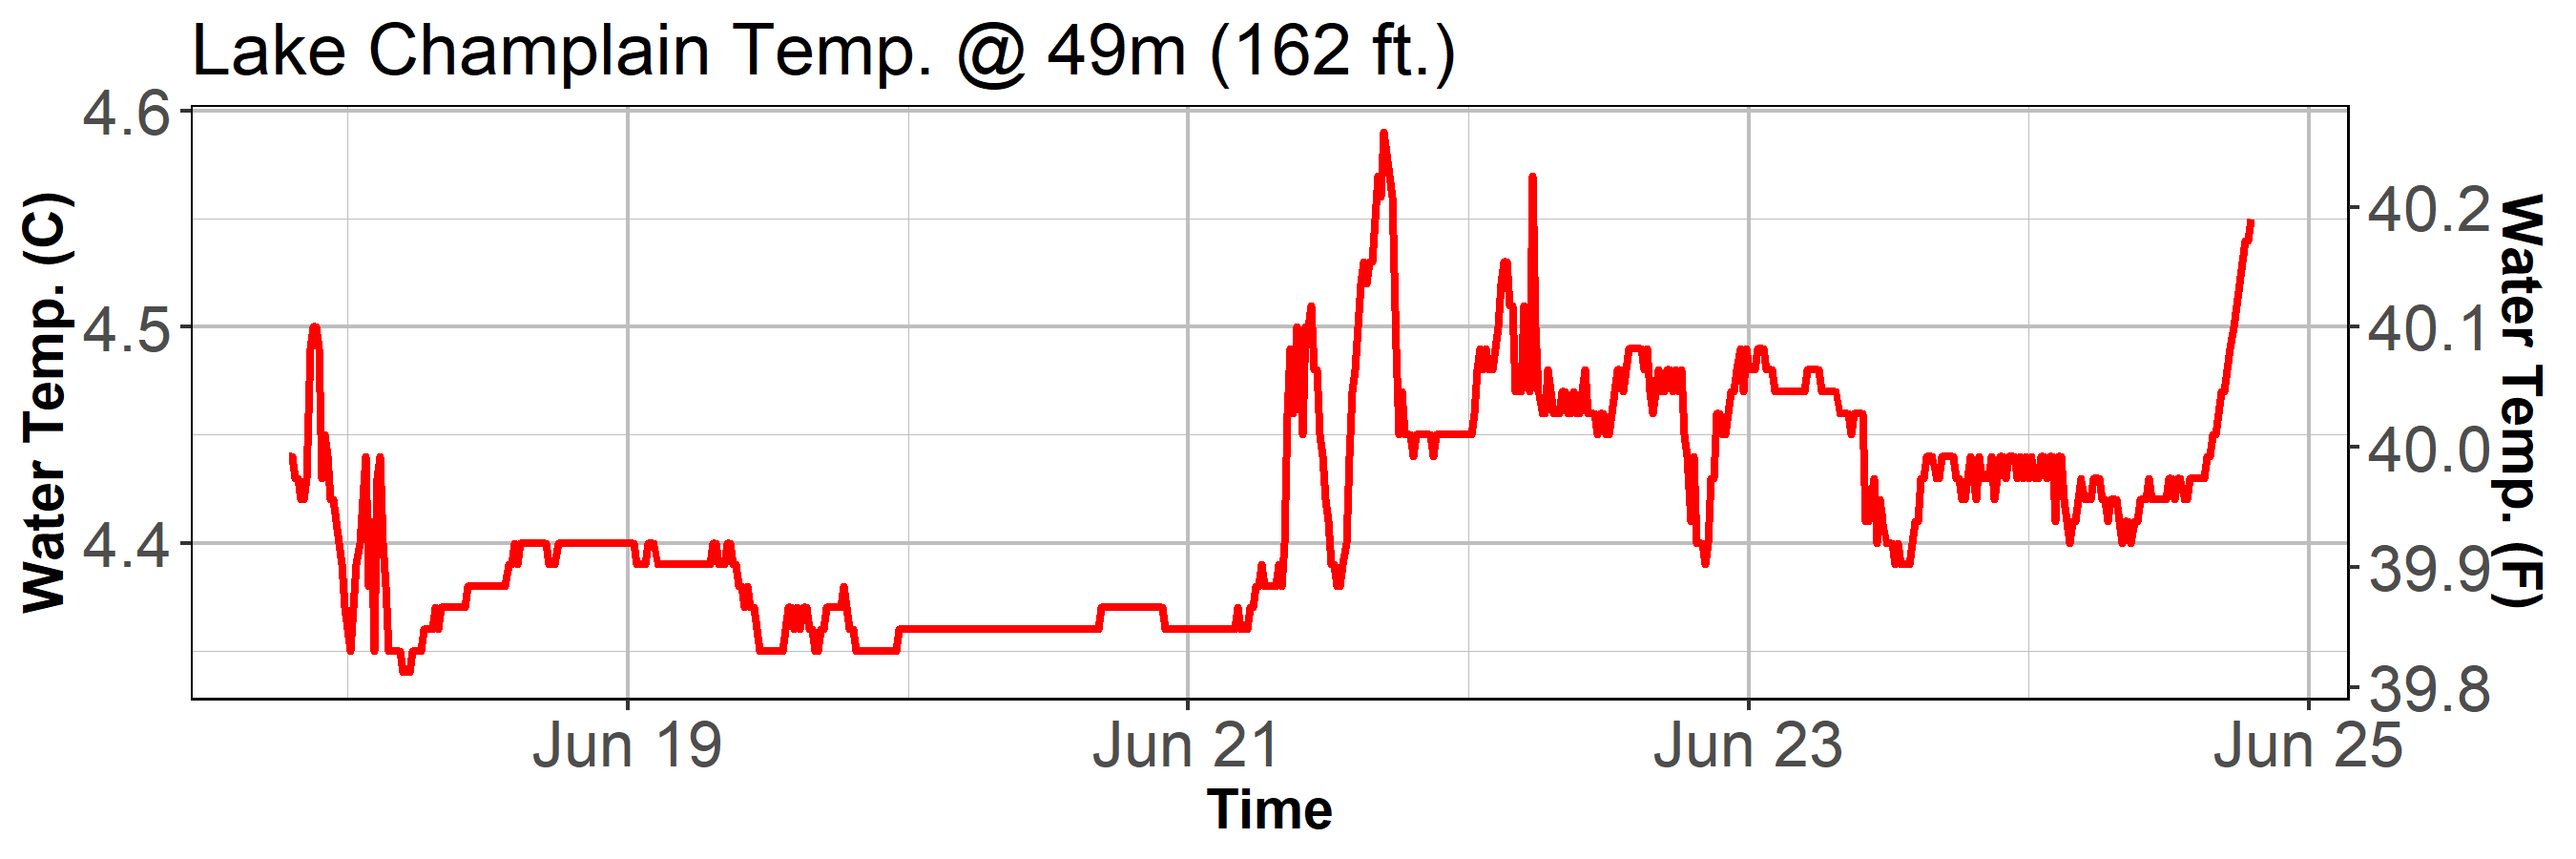 Lake Champlain Temp. @ 49m (162 ft.)
Water Temp. (C)
4.6
4.5
4.4
40.2
40.1
40.0
39.9
39.8
Water Temp. (F)
Jun 19 Jun 21 Jun 23 Jun 25
Time